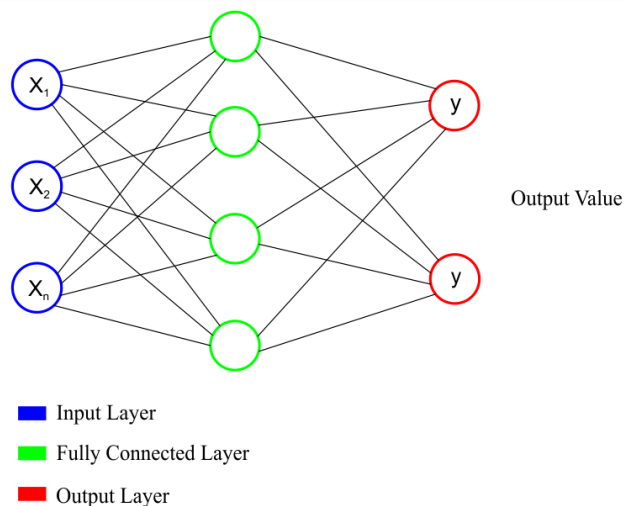 X₁
y
X₂
Output Value
Xₙ
y
Input Layer
Fully Connected Layer
Output Layer